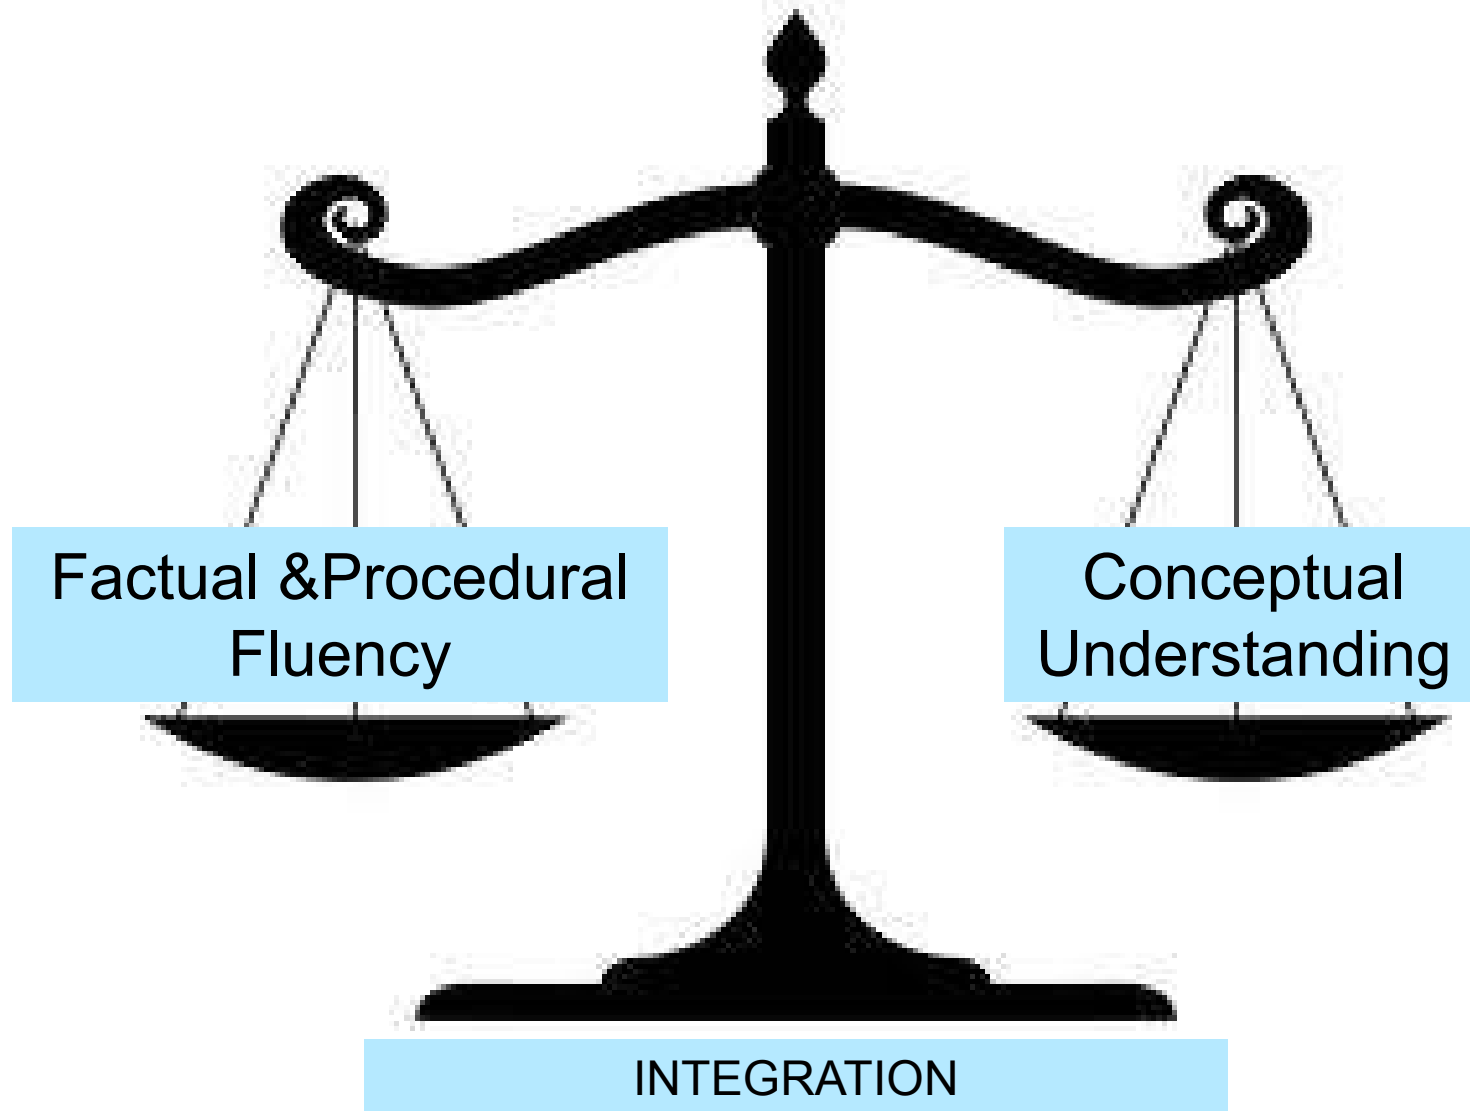 Factual &Procedural
Fluency
Conceptual
Understanding
INTEGRATION